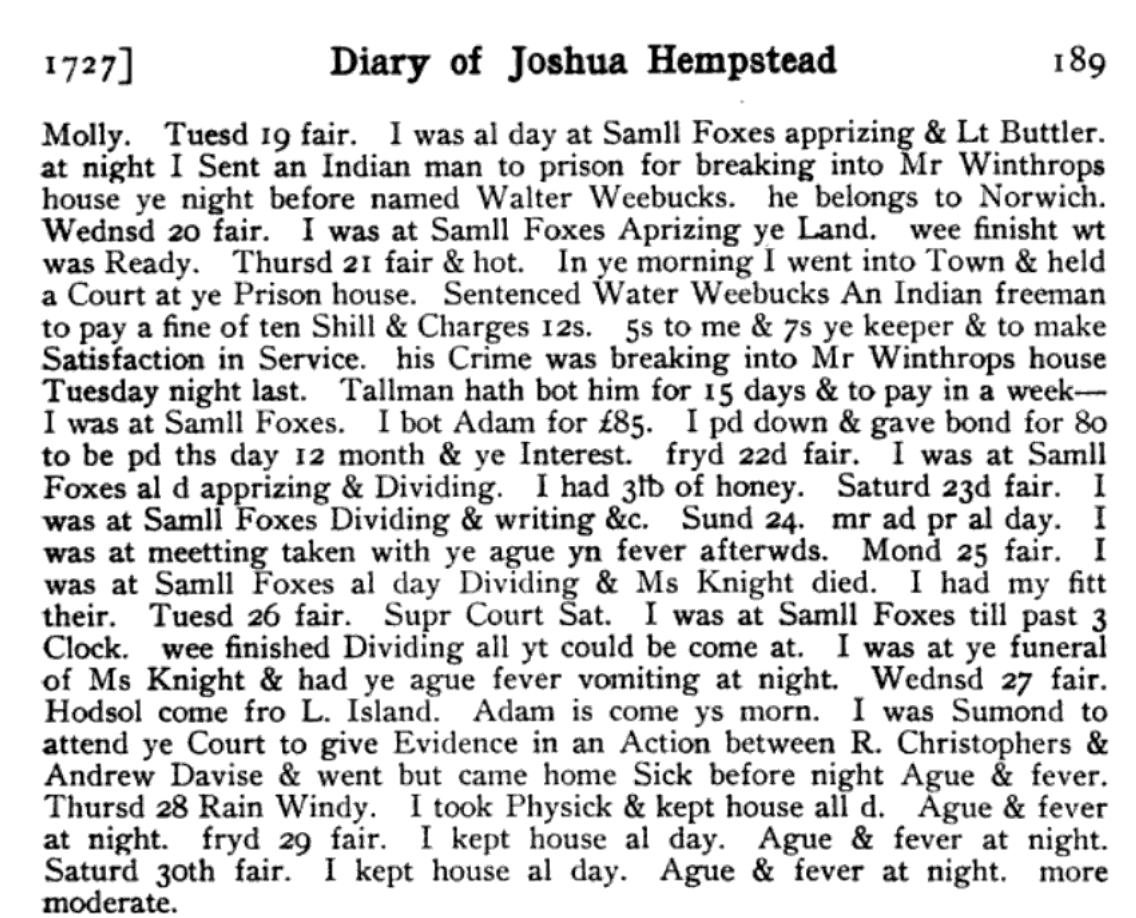 1727] Diary of Joshua Hempstead 189
Molly. Tuesd 19 fair. I was al day at Samll Foxes apprizing & Lt Buttler.
at night I Sent an Indian man to prison for breaking into Mr Winthrops
house ye night before named Walter Weebucks. he belongs to Norwich.
Wednsd 20 fair. I was at Samll Foxes Aprizing ye Land. wee finisht wt
was Ready. Thursd 21 fair & hot. In ye morning I went into Town & held
a Court at ye Prison house. Sentenced Water Weebucks An Indian freeman
to pay a fine of ten Shill & Charges 12s. 5s to me & 7s ye keeper & to make
Satisfaction in Service. his Crime was breaking into Mr Winthrops house
Tuesday night last. Tallman hath bot him for 15 days & to pay in a week—
I was at Samll Foxes. I bot Adam for £85. I pd down & gave bond for 80
to be pd ths day 12 month & ye Interest. fryd 22d fair. I was at Samll
Foxes al d apprizing & Dividing. I had 3lb of honey. Saturd 23d fair. I
was at Samll Foxes Dividing & writing &c. Sund 24. mr ad pr al day. I
was at meetting taken with ye ague yn fever afterwds. Mond 25 fair. I
was at Samll Foxes al day Dividing & Ms Knight died. I had my fitt
their. Tuesd 26 fair. Supr Court Sat. I was at Samll Foxes till past 3
Clock. wee finished Dividing all yt could be come at. I was at ye funeral
of Ms Knight & had ye ague fever vomiting at night. Wednsd 27 fair.
Hodsol come fro L. Island. Adam is come ys morn. I was Sumond to
attend ye Court to give Evidence in an Action between R. Christophers &
Andrew Davise & went but came home Sick before night Ague & fever.
Thursd 28 Rain Windy. I took Physick & kept house all d. Ague & fever
at night. fryd 29 fair. I kept house al day. Ague & fever at night.
Saturd 30th fair. I kept house al day. Ague & fever at night. more
moderate.